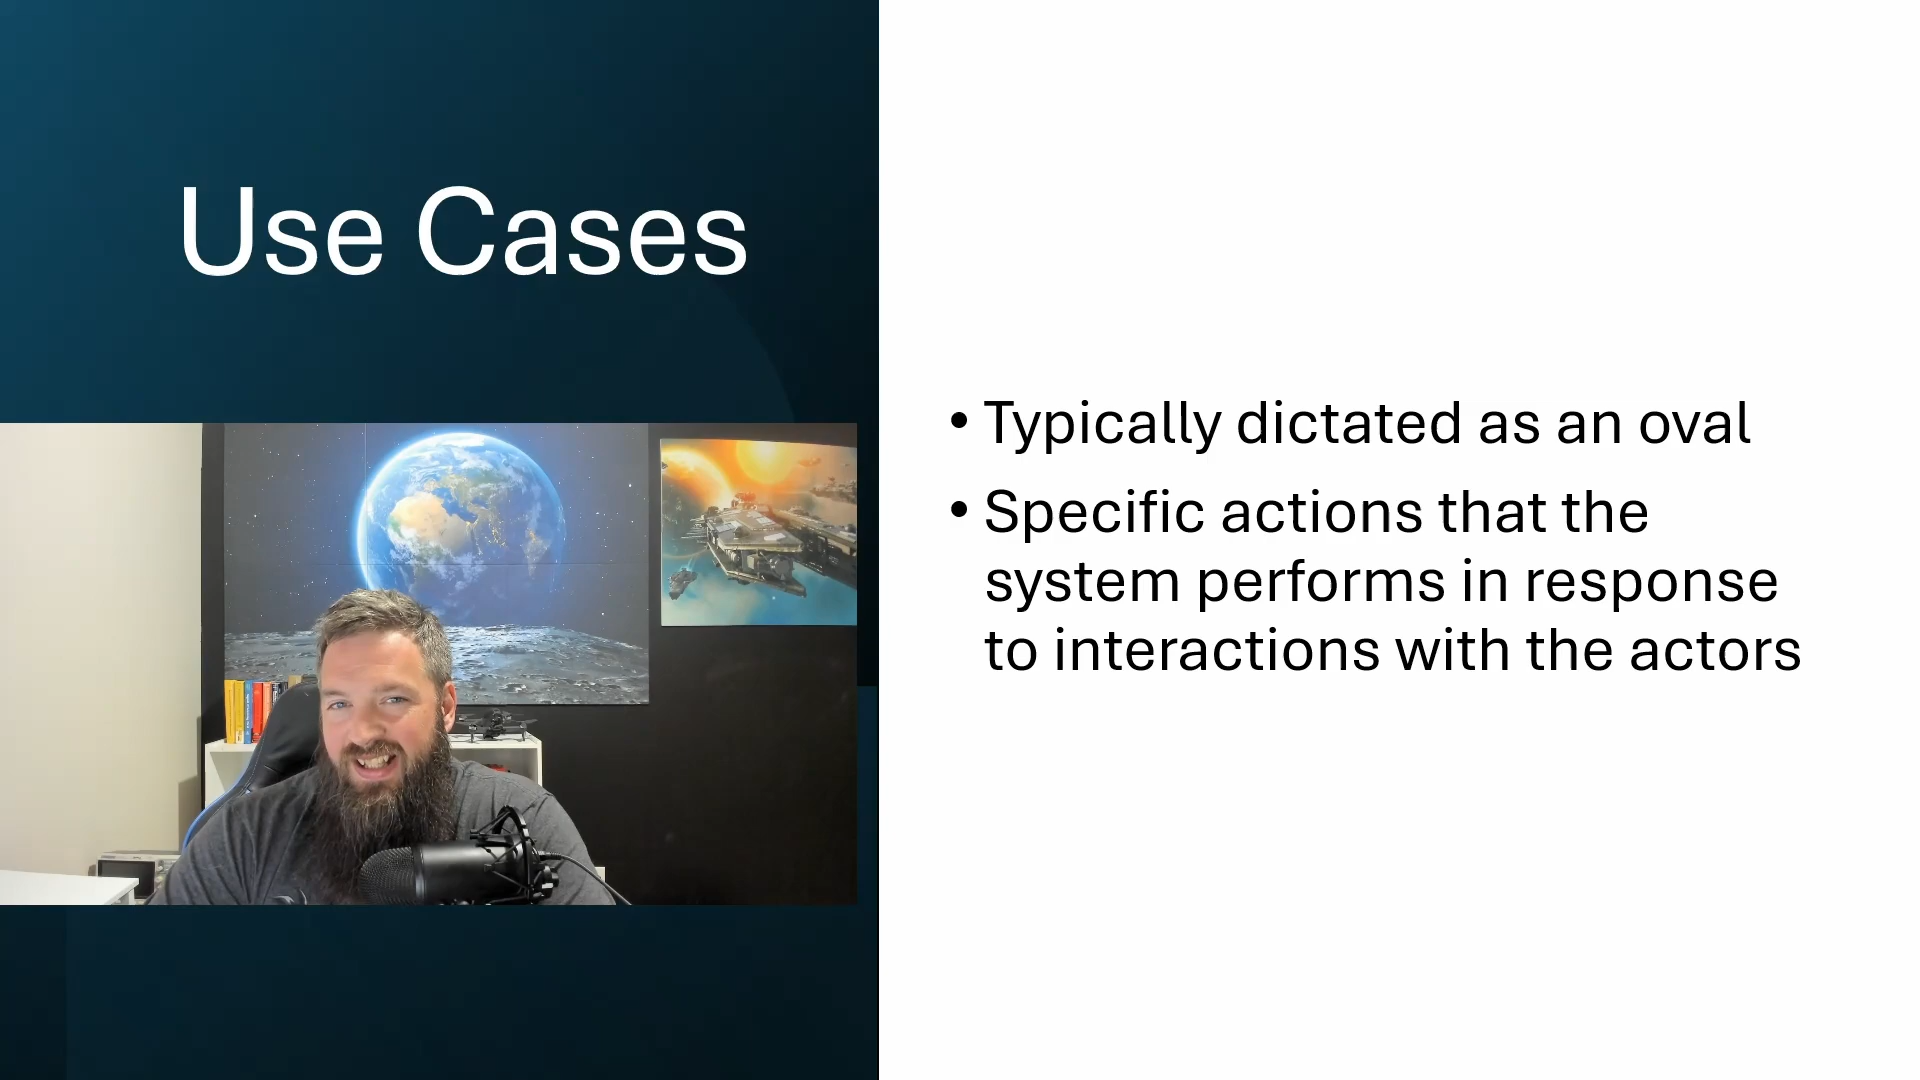 Use Cases
• Typically dictated as an oval
• Specific actions that the
system performs in response
to interactions with the actors